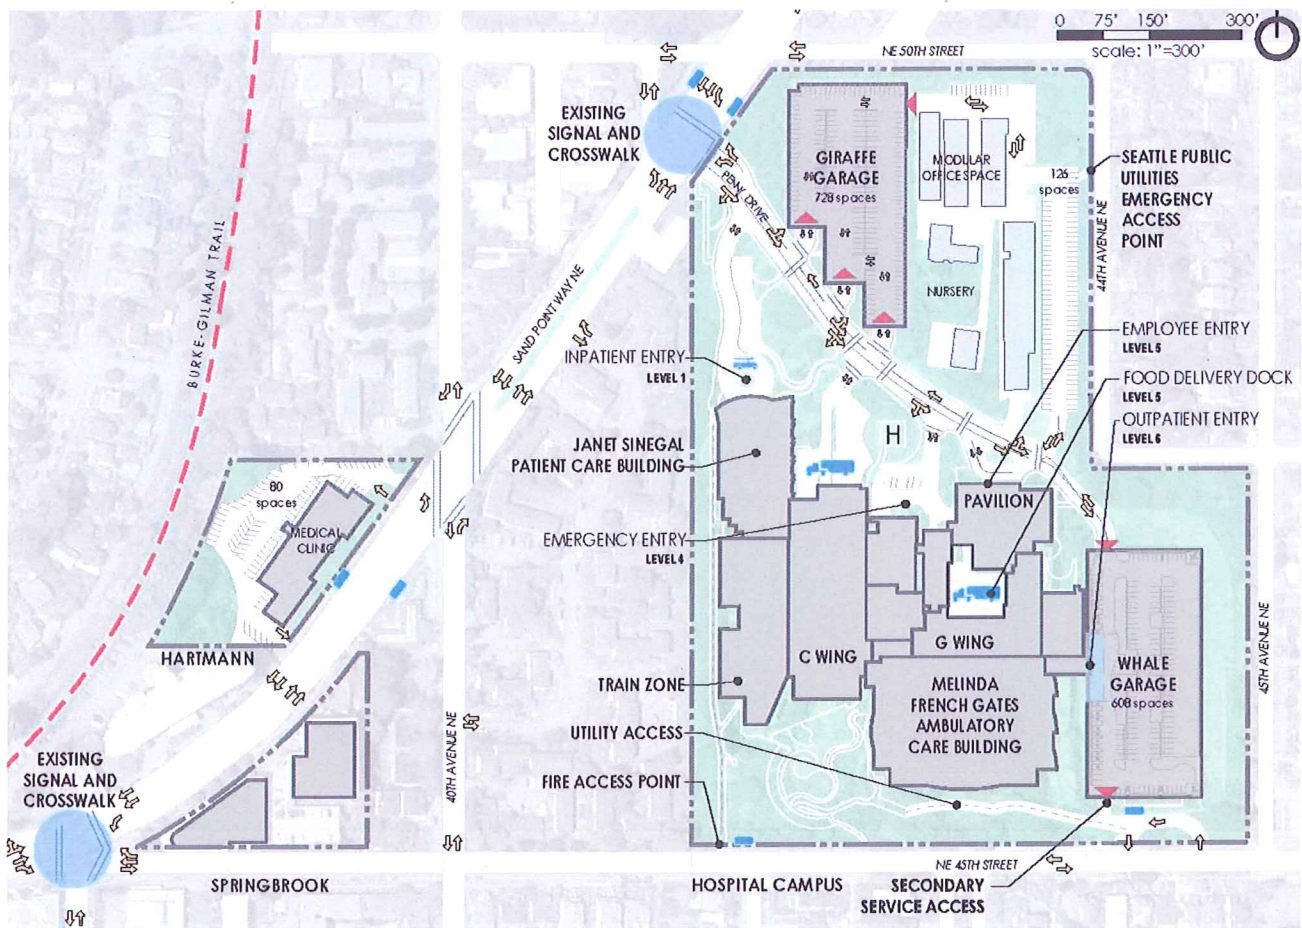 0 75' 150' 300'
scale: 1"=300'
NE 50TH STREET
EXISTING
SIGNAL AND
CROSSWALK
PENNY DRIVE
GIRAFFE
GARAGE
728 spaces
MODULAR
OFFICE SPACE
126
spaces
SEATTLE PUBLIC
UTILITIES
EMERGENCY
ACCESS
POINT
44TH AVENUE NE
BURKE-GILMAN TRAIL
SAND POINT WAY NE
NURSERY
INPATIENT ENTRY
LEVEL 1
EMPLOYEE ENTRY
LEVEL 5
FOOD DELIVERY DOCK
LEVEL 5
OUTPATIENT ENTRY
LEVEL 6
H
JANET SINEGAL
PATIENT CARE BUILDING
80
spaces
MEDICAL
CLINIC
PAVILION
EMERGENCY ENTRY
LEVEL 4
HARTMANN
C WING
G WING
TRAIN ZONE
MELINDA
FRENCH GATES
AMBULATORY
CARE BUILDING
WHALE
GARAGE
608 spaces
45TH AVENUE NE
40TH AVENUE NE
UTILITY ACCESS
EXISTING
SIGNAL AND
CROSSWALK
FIRE ACCESS POINT
NE 45TH STREET
SPRINGBROOK
HOSPITAL CAMPUS
SECONDARY
SERVICE ACCESS